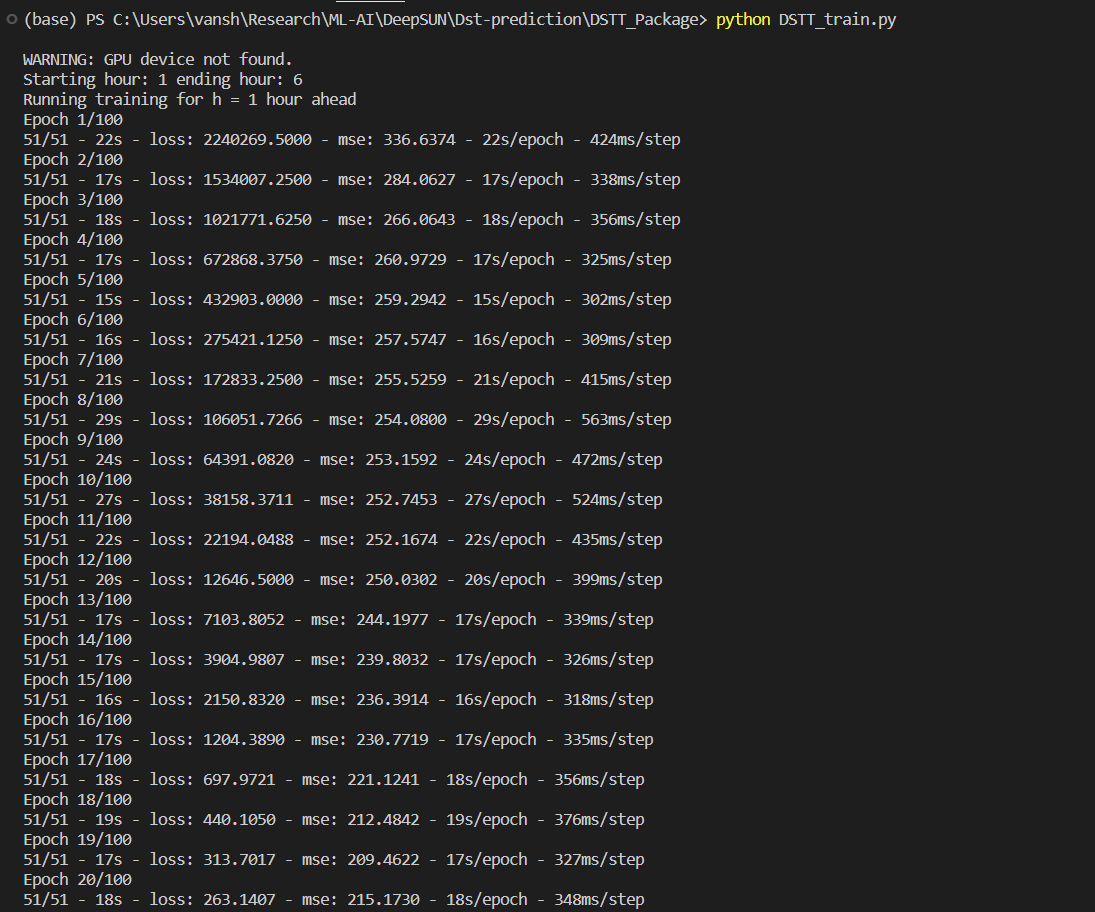 (base) PS C:\Users\vansh\Research\ML-AI\DeepSUN\Dst-prediction\DSTT_Package> python DSTT_train.py
WARNING: GPU device not found.
Starting hour: 1 ending hour: 6
Running training for h = 1 hour ahead
Epoch 1/100
51/51 - 22s - loss: 2240269.5000 - mse: 336.6374 - 22s/epoch - 424ms/step
Epoch 2/100
51/51 - 17s - loss: 1534007.2500 - mse: 284.0627 - 17s/epoch - 338ms/step
Epoch 3/100
51/51 - 18s - loss: 1021771.6250 - mse: 266.0643 - 18s/epoch - 356ms/step
Epoch 4/100
51/51 - 17s - loss: 672868.3750 - mse: 260.9729 - 17s/epoch - 325ms/step
Epoch 5/100
51/51 - 15s - loss: 432903.0000 - mse: 259.2942 - 15s/epoch - 302ms/step
Epoch 6/100
51/51 - 16s - loss: 275421.1250 - mse: 257.5747 - 16s/epoch - 309ms/step
Epoch 7/100
51/51 - 21s - loss: 172833.2500 - mse: 255.5259 - 21s/epoch - 415ms/step
Epoch 8/100
51/51 - 29s - loss: 106051.7266 - mse: 254.0800 - 29s/epoch - 563ms/step
Epoch 9/100
51/51 - 24s - loss: 64391.0820 - mse: 253.1592 - 24s/epoch - 472ms/step
Epoch 10/100
51/51 - 27s - loss: 38158.3711 - mse: 252.7453 - 27s/epoch - 524ms/step
Epoch 11/100
51/51 - 22s - loss: 22194.0488 - mse: 252.1674 - 22s/epoch - 435ms/step
Epoch 12/100
51/51 - 20s - loss: 12646.5000 - mse: 250.0302 - 20s/epoch - 399ms/step
Epoch 13/100
51/51 - 17s - loss: 7103.8052 - mse: 244.1977 - 17s/epoch - 339ms/step
Epoch 14/100
51/51 - 17s - loss: 3904.9807 - mse: 239.8032 - 17s/epoch - 326ms/step
Epoch 15/100
51/51 - 16s - loss: 2150.8320 - mse: 236.3914 - 16s/epoch - 318ms/step
Epoch 16/100
51/51 - 17s - loss: 1204.3890 - mse: 230.7719 - 17s/epoch - 335ms/step
Epoch 17/100
51/51 - 18s - loss: 697.9721 - mse: 221.1241 - 18s/epoch - 356ms/step
Epoch 18/100
51/51 - 19s - loss: 440.1050 - mse: 212.4842 - 19s/epoch - 376ms/step
Epoch 19/100
51/51 - 17s - loss: 313.7017 - mse: 209.4622 - 17s/epoch - 327ms/step
Epoch 20/100
51/51 - 18s - loss: 263.1407 - mse: 215.1730 - 18s/epoch - 348ms/step